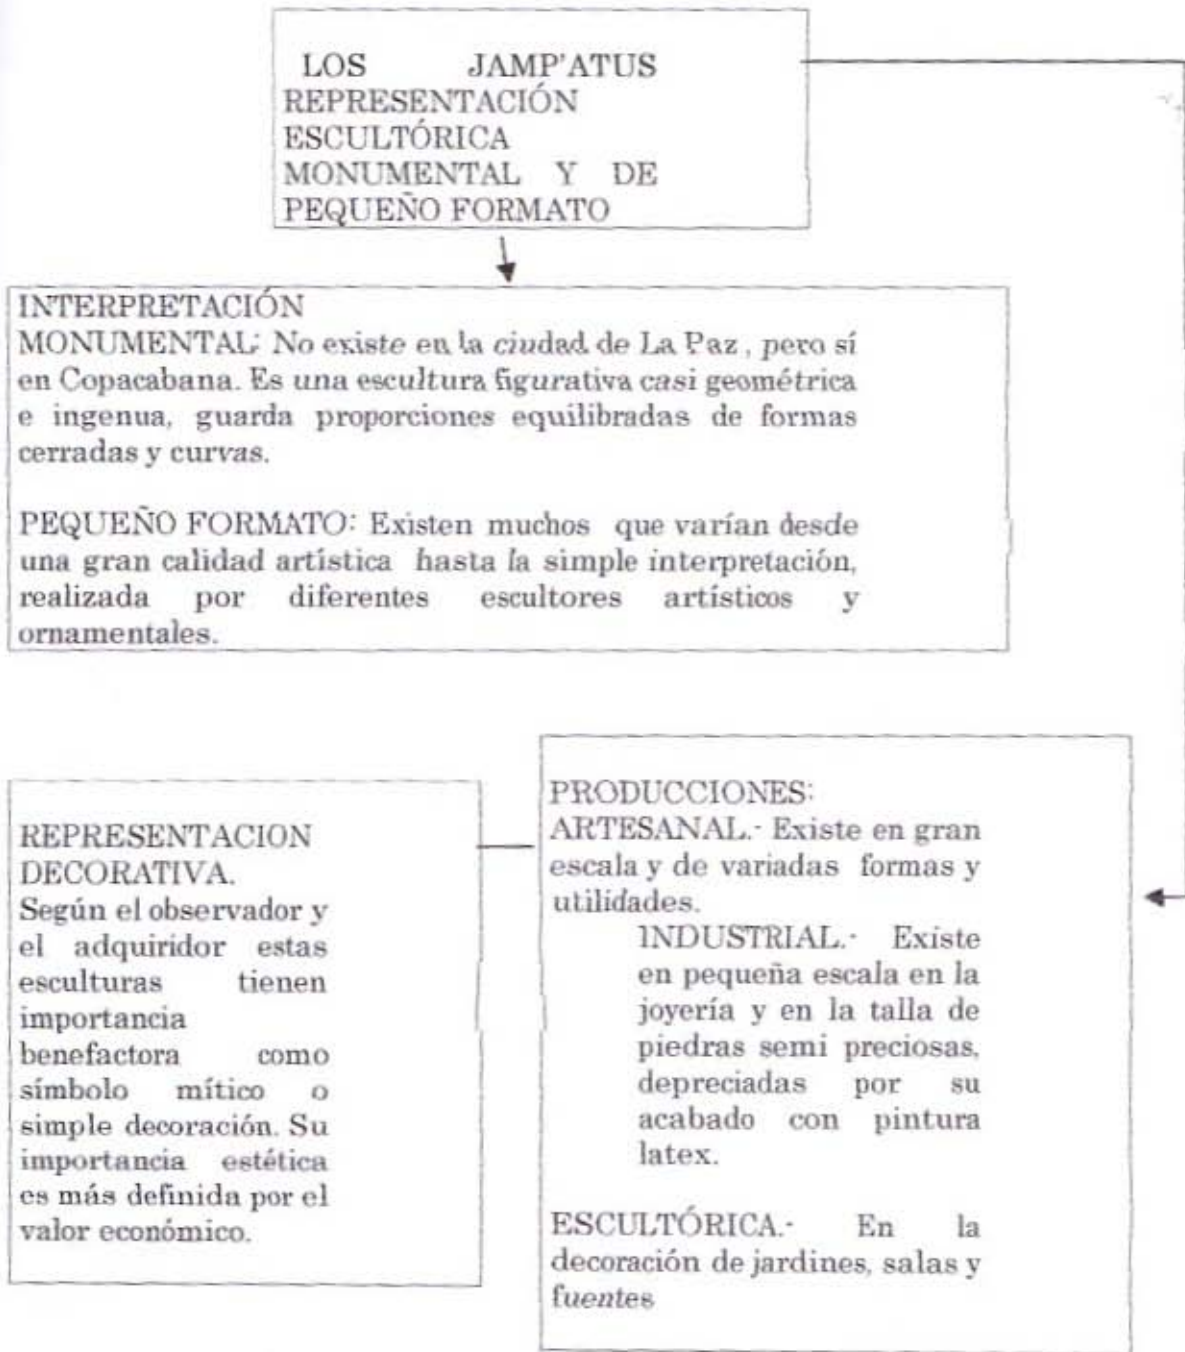 LOS JAMP'ATUS
REPRESENTACIÓN
ESCULTÓRICA
MONUMENTAL Y DE
PEQUEÑO FORMATO
INTERPRETACIÓN
MONUMENTAL: No existe en la ciudad de La Paz, pero sí
en Copacabana. Es una escultura figurativa casi geométrica
e ingenua, guarda proporciones equilibradas de formas
cerradas y curvas.
PEQUEÑO FORMATO: Existen muchos que varían desde
una gran calidad artística hasta la simple interpretación,
realizada por diferentes escultores artísticos y
ornamentales.
REPRESENTACION
DECORATIVA.
Según el observador y
el adquiridor estas
esculturas tienen
importancia
benefactora como
símbolo mítico o
simple decoración. Su
importancia estética
es más definida por el
valor económico.
PRODUCCIONES:
ARTESANAL.- Existe en gran
escala y de variadas formas y
utilidades.
INDUSTRIAL.- Existe
en pequeña escala en la
joyería y en la talla de
piedras semi preciosas,
depreciadas por su
acabado con pintura
latex.
ESCULTÓRICA.- En la
decoración de jardines, salas y
fuentes